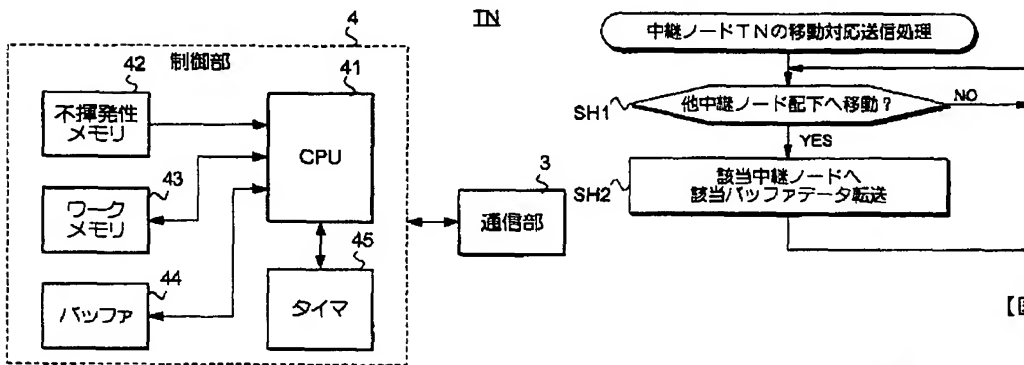 TN
4
制御部
42
不揮発性
メモリ
41
CPU
43
ワーク
メモリ
44
バッファ
45
タイマ
3
通信部
中継ノードTNの移動対応送信処理
SH1
他中継ノード配下へ移動?
NO
YES
SH2
該当中継ノードへ
該当バッファデータ転送